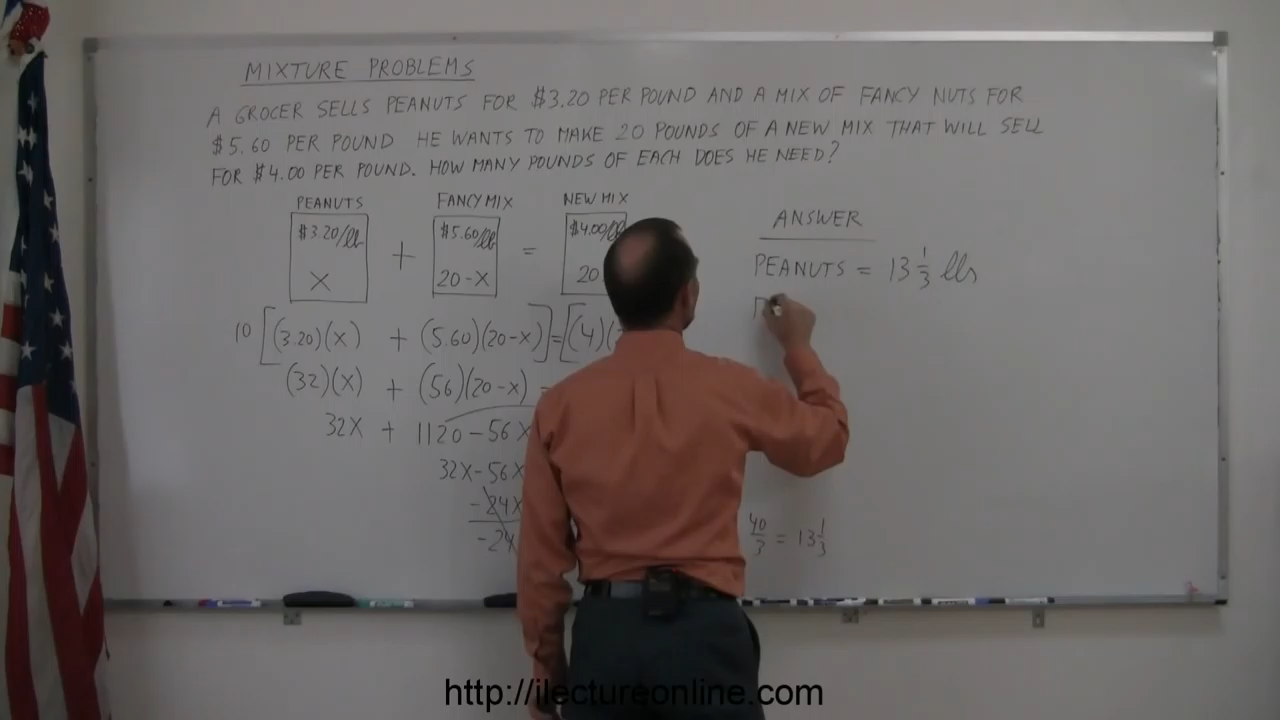 MIXTURE PROBLEMS
A GROCER SELLS PEANUTS FOR $3.20 PER POUND AND A MIX OF FANCY NUTS FOR
$5.60 PER POUND HE WANTS TO MAKE 20 POUNDS OF A NEW MIX THAT WILL SELL
FOR $4.00 PER POUND. HOW MANY POUNDS OF EACH DOES HE NEED?
PEANUTS FANCY MIX NEW MIX
$3.20/lb + $5.60/lb = $4.00/lb
X 20-X 20
10[(3.20)(X) + (5.60)(20-X)]=[(4)(
(32)(X) + (56)(20-X)
32X + 1120-56X
32X-56X
-24X
-24
ANSWER
PEANUTS = 13 1/3 lbs
40/3 = 13 1/3
http://ilectureonline.com